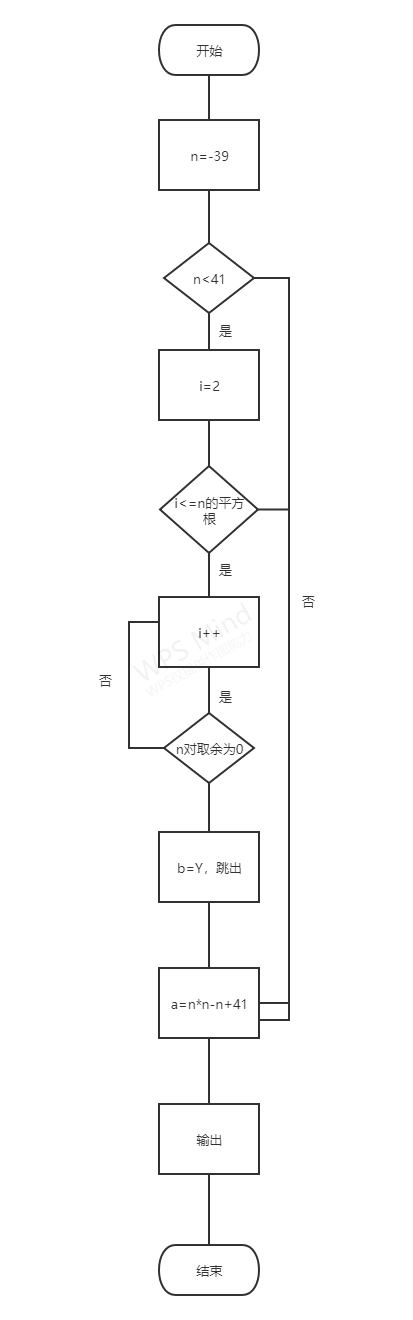 开始
n=-39
n<41
是
i=2
i<=n的平方
根
是
否
i++
WPS Mind
否
是
n对取余为0
b=Y，跳出
a=n*n-n+41
输出
结束